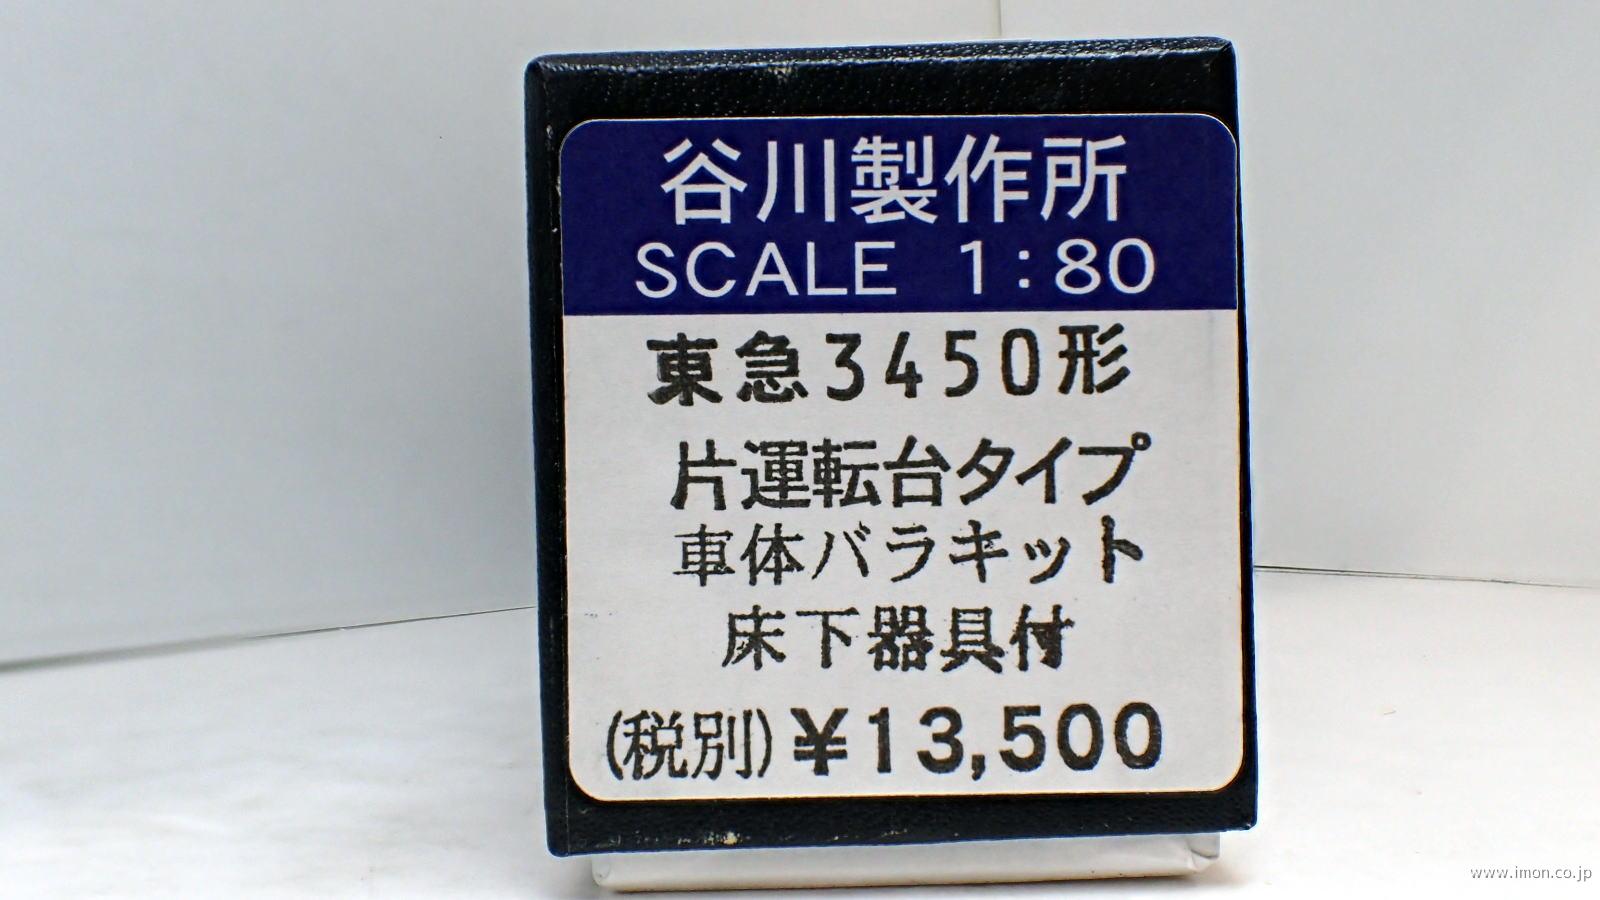 谷川製作所
SCALE 1:80
東急3450形
片運転台タイプ
車体バラキット
床下器具付
(税別)¥13,500
www.imon.co.jp